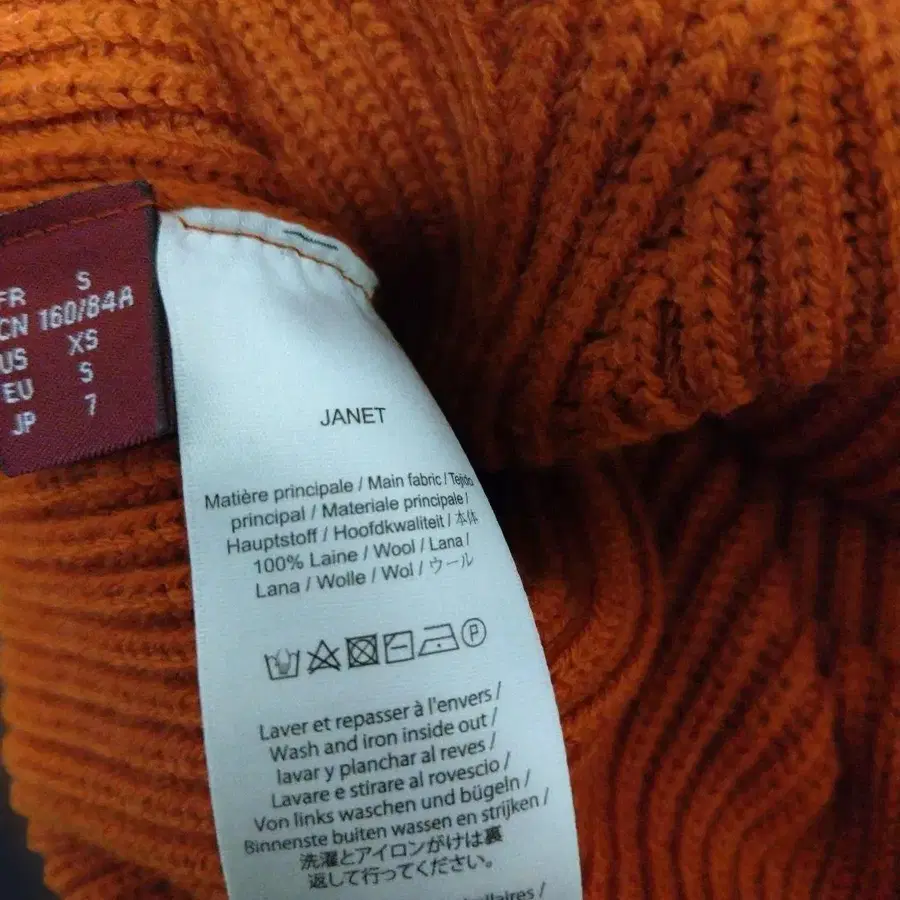 FR S
CN 160/84A
US XS
EU S
JP 7
JANET
Matière principale / Main fabric / Tejido
principal / Materiale principale /
Hauptstoff / Hoofdkwaliteit / 本体
100% Laine / Wool / Lana /
Lana / Wolle / Wol / ウール
P
Laver et repasser à l'envers /
Wash and iron inside out /
lavar y planchar al reves /
Lavare e stirare al rovescio /
Von links waschen und bügeln /
Binnenste buiten wassen en strijken /
洗濯とアイロンがけは裏
返して行ってください。